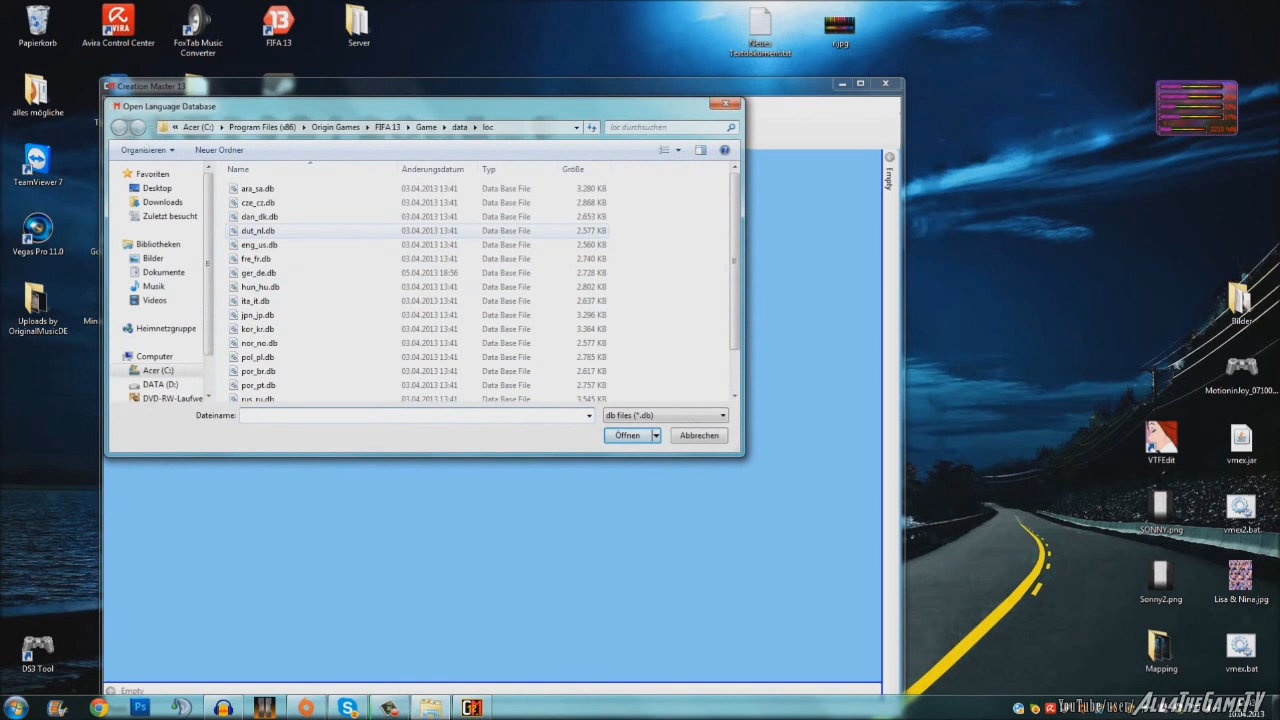 Papierkorb
Avira Control Center
FoxTab Music Converter
FIFA 13
Server
Neues Textdokument.txt
alles mögliche
TeamViewer 7
Vegas Pro 11.0
Uploads by OriginalMusicDE
DS3 Tool
Creation Master 13
Open Language Database
« Acer (C:) ▸ Program Files (x86) ▸ Origin Games ▸ FIFA 13 ▸ Game ▸ data ▸ loc
loc durchsuchen
Organisieren
Neuer Ordner
Name Änderungsdatum Typ Größe
Favoriten
Desktop
Downloads
Zuletzt besucht
Bibliotheken
Bilder
Dokumente
Musik
Videos
Heimnetzgruppe
Computer
Acer (C:)
DATA (D:)
DVD-RW-Laufwe
ara_sa.db 03.04.2013 13:41 Data Base File 3.280 KB
cze_cz.db 03.04.2013 13:41 Data Base File 2.868 KB
dan_dk.db 03.04.2013 13:41 Data Base File 2.653 KB
dut_nl.db 03.04.2013 13:41 Data Base File 2.577 KB
eng_us.db 03.04.2013 13:41 Data Base File 2.560 KB
fre_fr.db 03.04.2013 13:41 Data Base File 2.740 KB
ger_de.db 05.04.2013 18:56 Data Base File 2.728 KB
hun_hu.db 03.04.2013 13:41 Data Base File 2.802 KB
ita_it.db 03.04.2013 13:41 Data Base File 2.637 KB
jpn_jp.db 03.04.2013 13:41 Data Base File 3.296 KB
kor_kr.db 03.04.2013 13:41 Data Base File 3.364 KB
nor_no.db 03.04.2013 13:41 Data Base File 2.577 KB
pol_pl.db 03.04.2013 13:41 Data Base File 2.785 KB
por_br.db 03.04.2013 13:41 Data Base File 2.617 KB
por_pt.db 03.04.2013 13:41 Data Base File 2.757 KB
rus_ru.db 03.04.2013 13:41 Data Base File 3.545 KB
Dateiname:
db files (*.db)
Öffnen
Abbrechen
Empty
Empty
Bilder
MotioninJoy_07100...
VTFEdit
vmex.jar
SONNY.png
vmex2.bat
Sonny2.png
Lisa & Nina.jpg
Mapping
vmex.bat
YouTube/user/
All4TheGameTV
10.04.2013